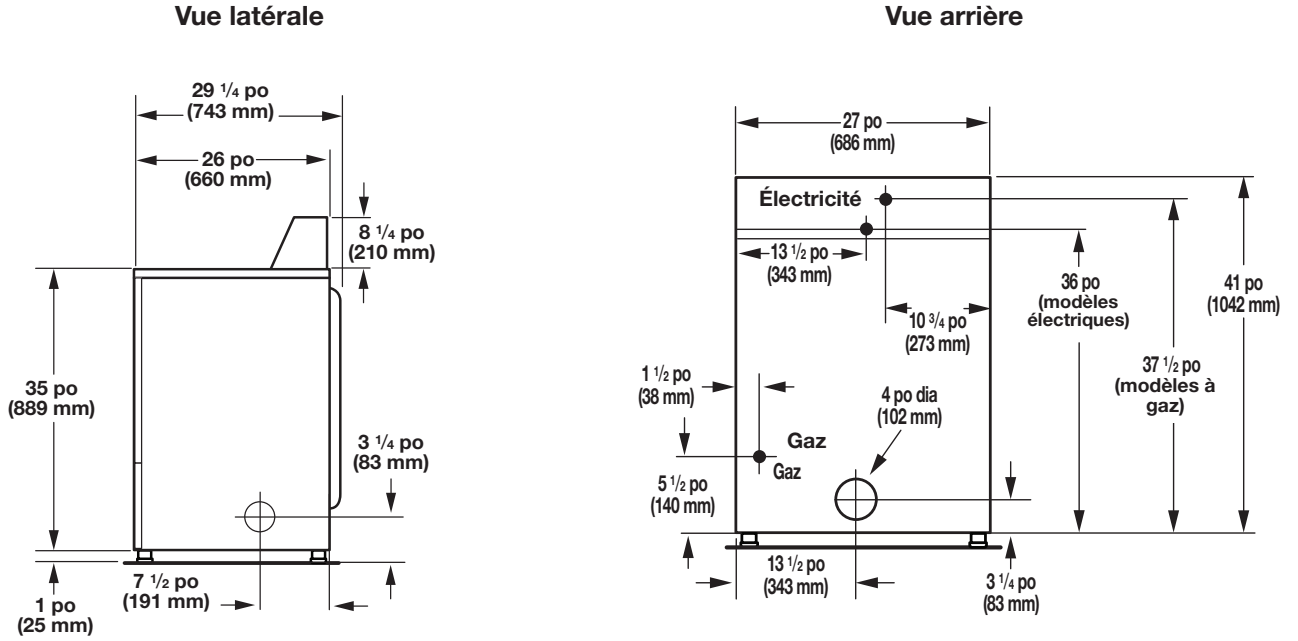 Vue latérale
29 1/4 po
(743 mm)
26 po
(660 mm)
8 1/4 po
(210 mm)
35 po
(889 mm)
3 1/4 po
(83 mm)
7 1/2 po
(191 mm)
1 po
(25 mm)
Vue arrière
27 po
(686 mm)
Électricité
13 1/2 po
(343 mm)
10 3/4 po
(273 mm)
36 po
(modèles
électriques)
41 po
(1042 mm)
37 1/2 po
(modèles à
gaz)
1 1/2 po
(38 mm)
4 po dia
(102 mm)
Gaz
Gaz
5 1/2 po
(140 mm)
13 1/2 po
(343 mm)
3 1/4 po
(83 mm)